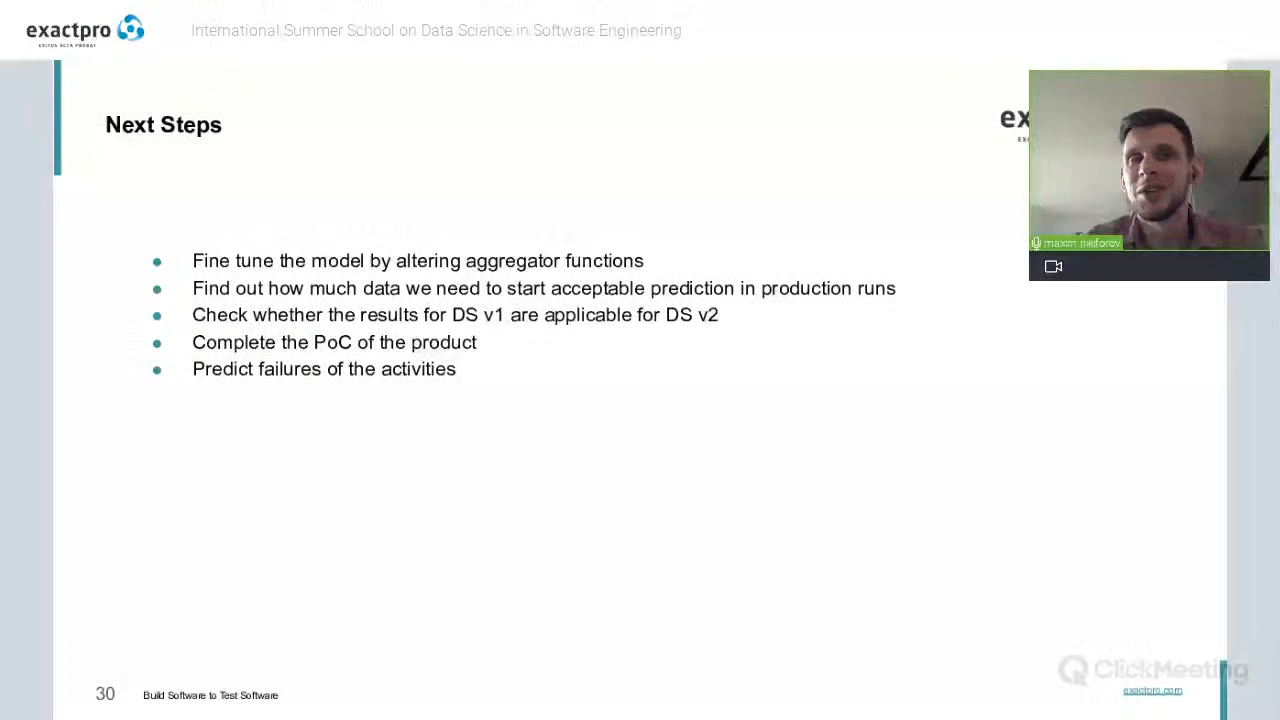 exactpro
International Summer School on Data Science in Software Engineering
Next Steps
ex
maxim nikiforov
Fine tune the model by altering aggregator functions
Find out how much data we need to start acceptable prediction in production runs
Check whether the results for DS v1 are applicable for DS v2
Complete the PoC of the product
Predict failures of the activities
ClickMeeting
30 Build Software to Test Software
exactpro.com